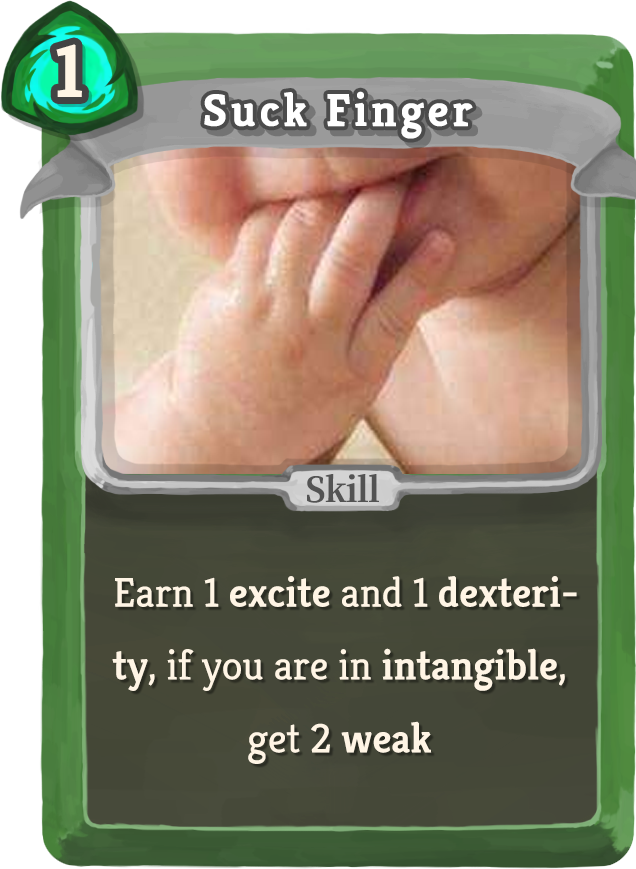 1
Suck Finger
Skill
Earn 1 excite and 1 dexteri-
ty, if you are in intangible,
get 2 weak